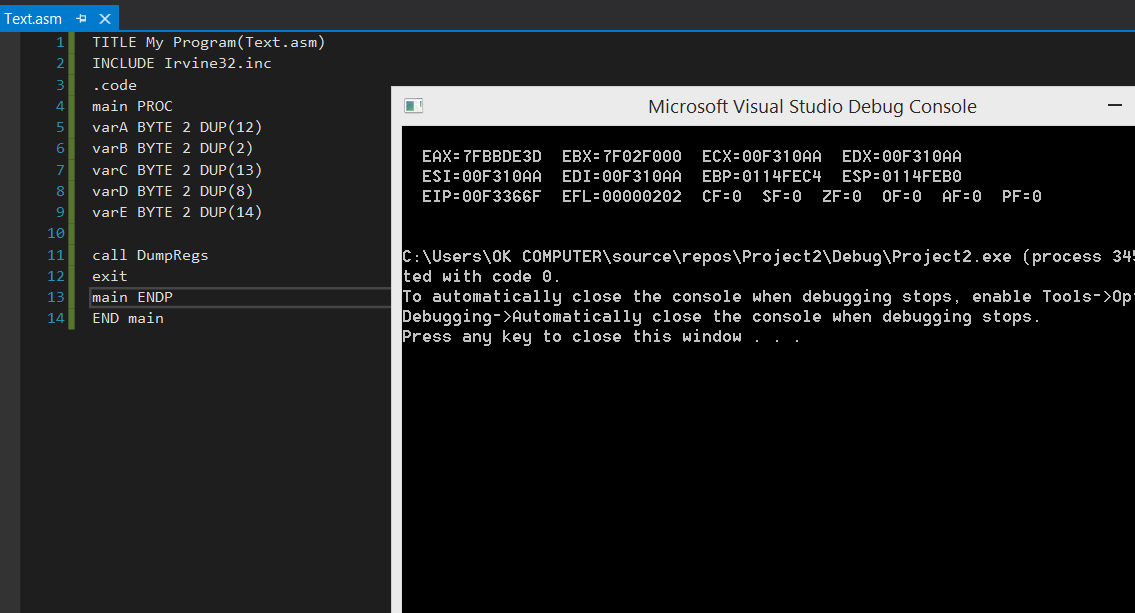 Text.asm
1 TITLE My Program(Text.asm)
2 INCLUDE Irvine32.inc
3 .code
4 main PROC
5 varA BYTE 2 DUP(12)
6 varB BYTE 2 DUP(2)
7 varC BYTE 2 DUP(13)
8 varD BYTE 2 DUP(8)
9 varE BYTE 2 DUP(14)
10
11 call DumpRegs
12 exit
13 main ENDP
14 END main
Microsoft Visual Studio Debug Console
EAX=7FBBDE3D EBX=7F02F000 ECX=00F310AA EDX=00F310AA
ESI=00F310AA EDI=00F310AA EBP=0114FEC4 ESP=0114FEB0
EIP=00F3366F EFL=00000202 CF=0 SF=0 ZF=0 OF=0 AF=0 PF=0
C:\Users\OK COMPUTER\source\repos\Project2\Debug\Project2.exe (process 345
ted with code 0.
To automatically close the console when debugging stops, enable Tools->Opt
Debugging->Automatically close the console when debugging stops.
Press any key to close this window . . .